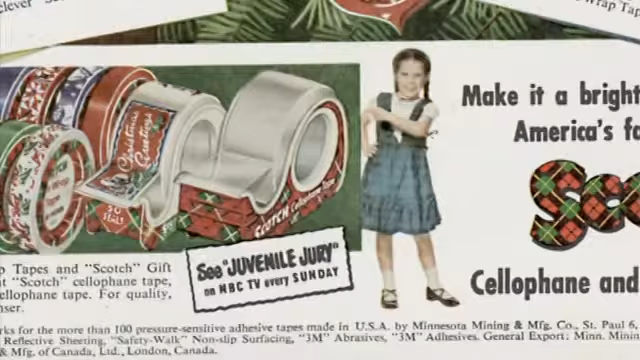 Wrap Tap
Make it a bright
America's fa
Christmas
Greetings
SCOTCH Cellophane Tape
Sco
See "JUVENILE JURY"
on NBC TV every SUNDAY
Cellophane and
p Tapes and "Scotch" Gift
t "Scotch" cellophane tape,
ellophane tape. For quality,
nser.
rks for the more than 100 pressure-sensitive adhesive tapes made in U.S.A. by Minnesota Mining & Mfg. Co., St. Paul 6,
Reflective Sheeting, "Safety-Walk" Non-slip Surfacing, "3M" Abrasives, "3M" Adhesives. General Export: Minn. Minin
& Mfg. of Canada, Ltd., London, Canada.